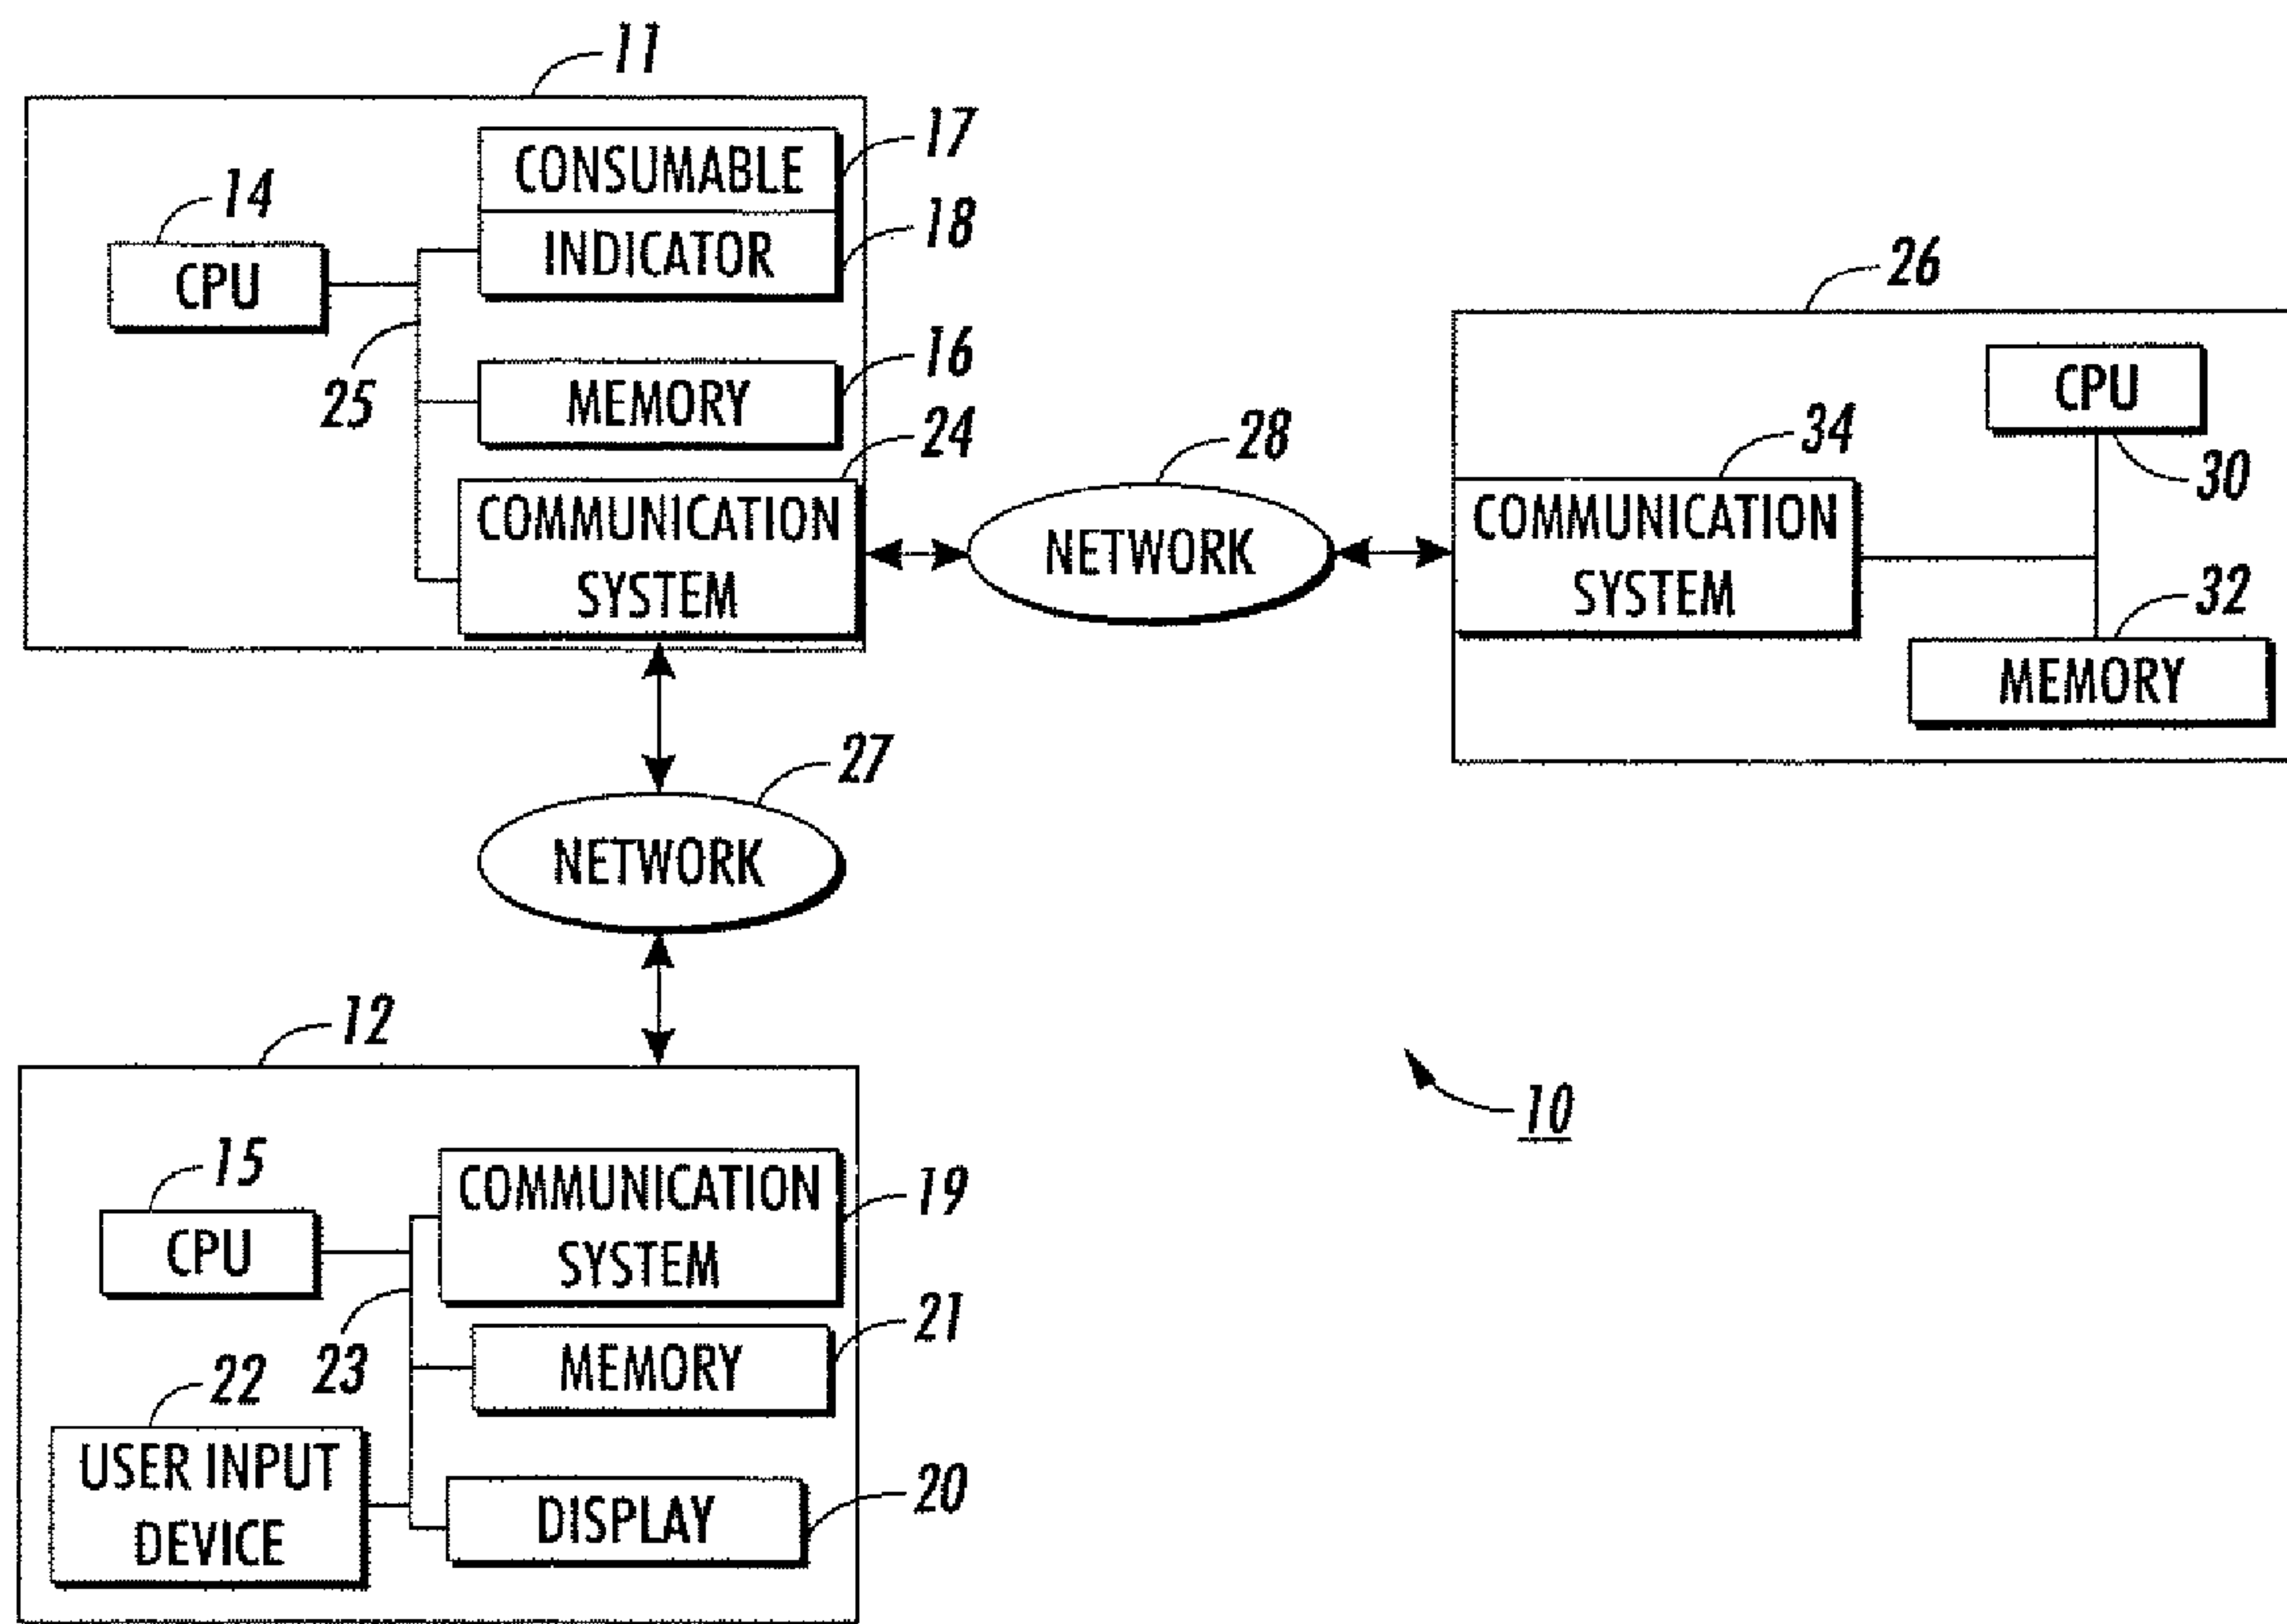 11
CONSUMABLE
17
14
CPU
INDICATOR
18
25
MEMORY
16
24
COMMUNICATION
SYSTEM
28
NETWORK
26
CPU
30
34
COMMUNICATION
SYSTEM
32
MEMORY
27
NETWORK
12
10
15
CPU
COMMUNICATION
SYSTEM
19
23
MEMORY
21
22
USER INPUT
DEVICE
DISPLAY
20